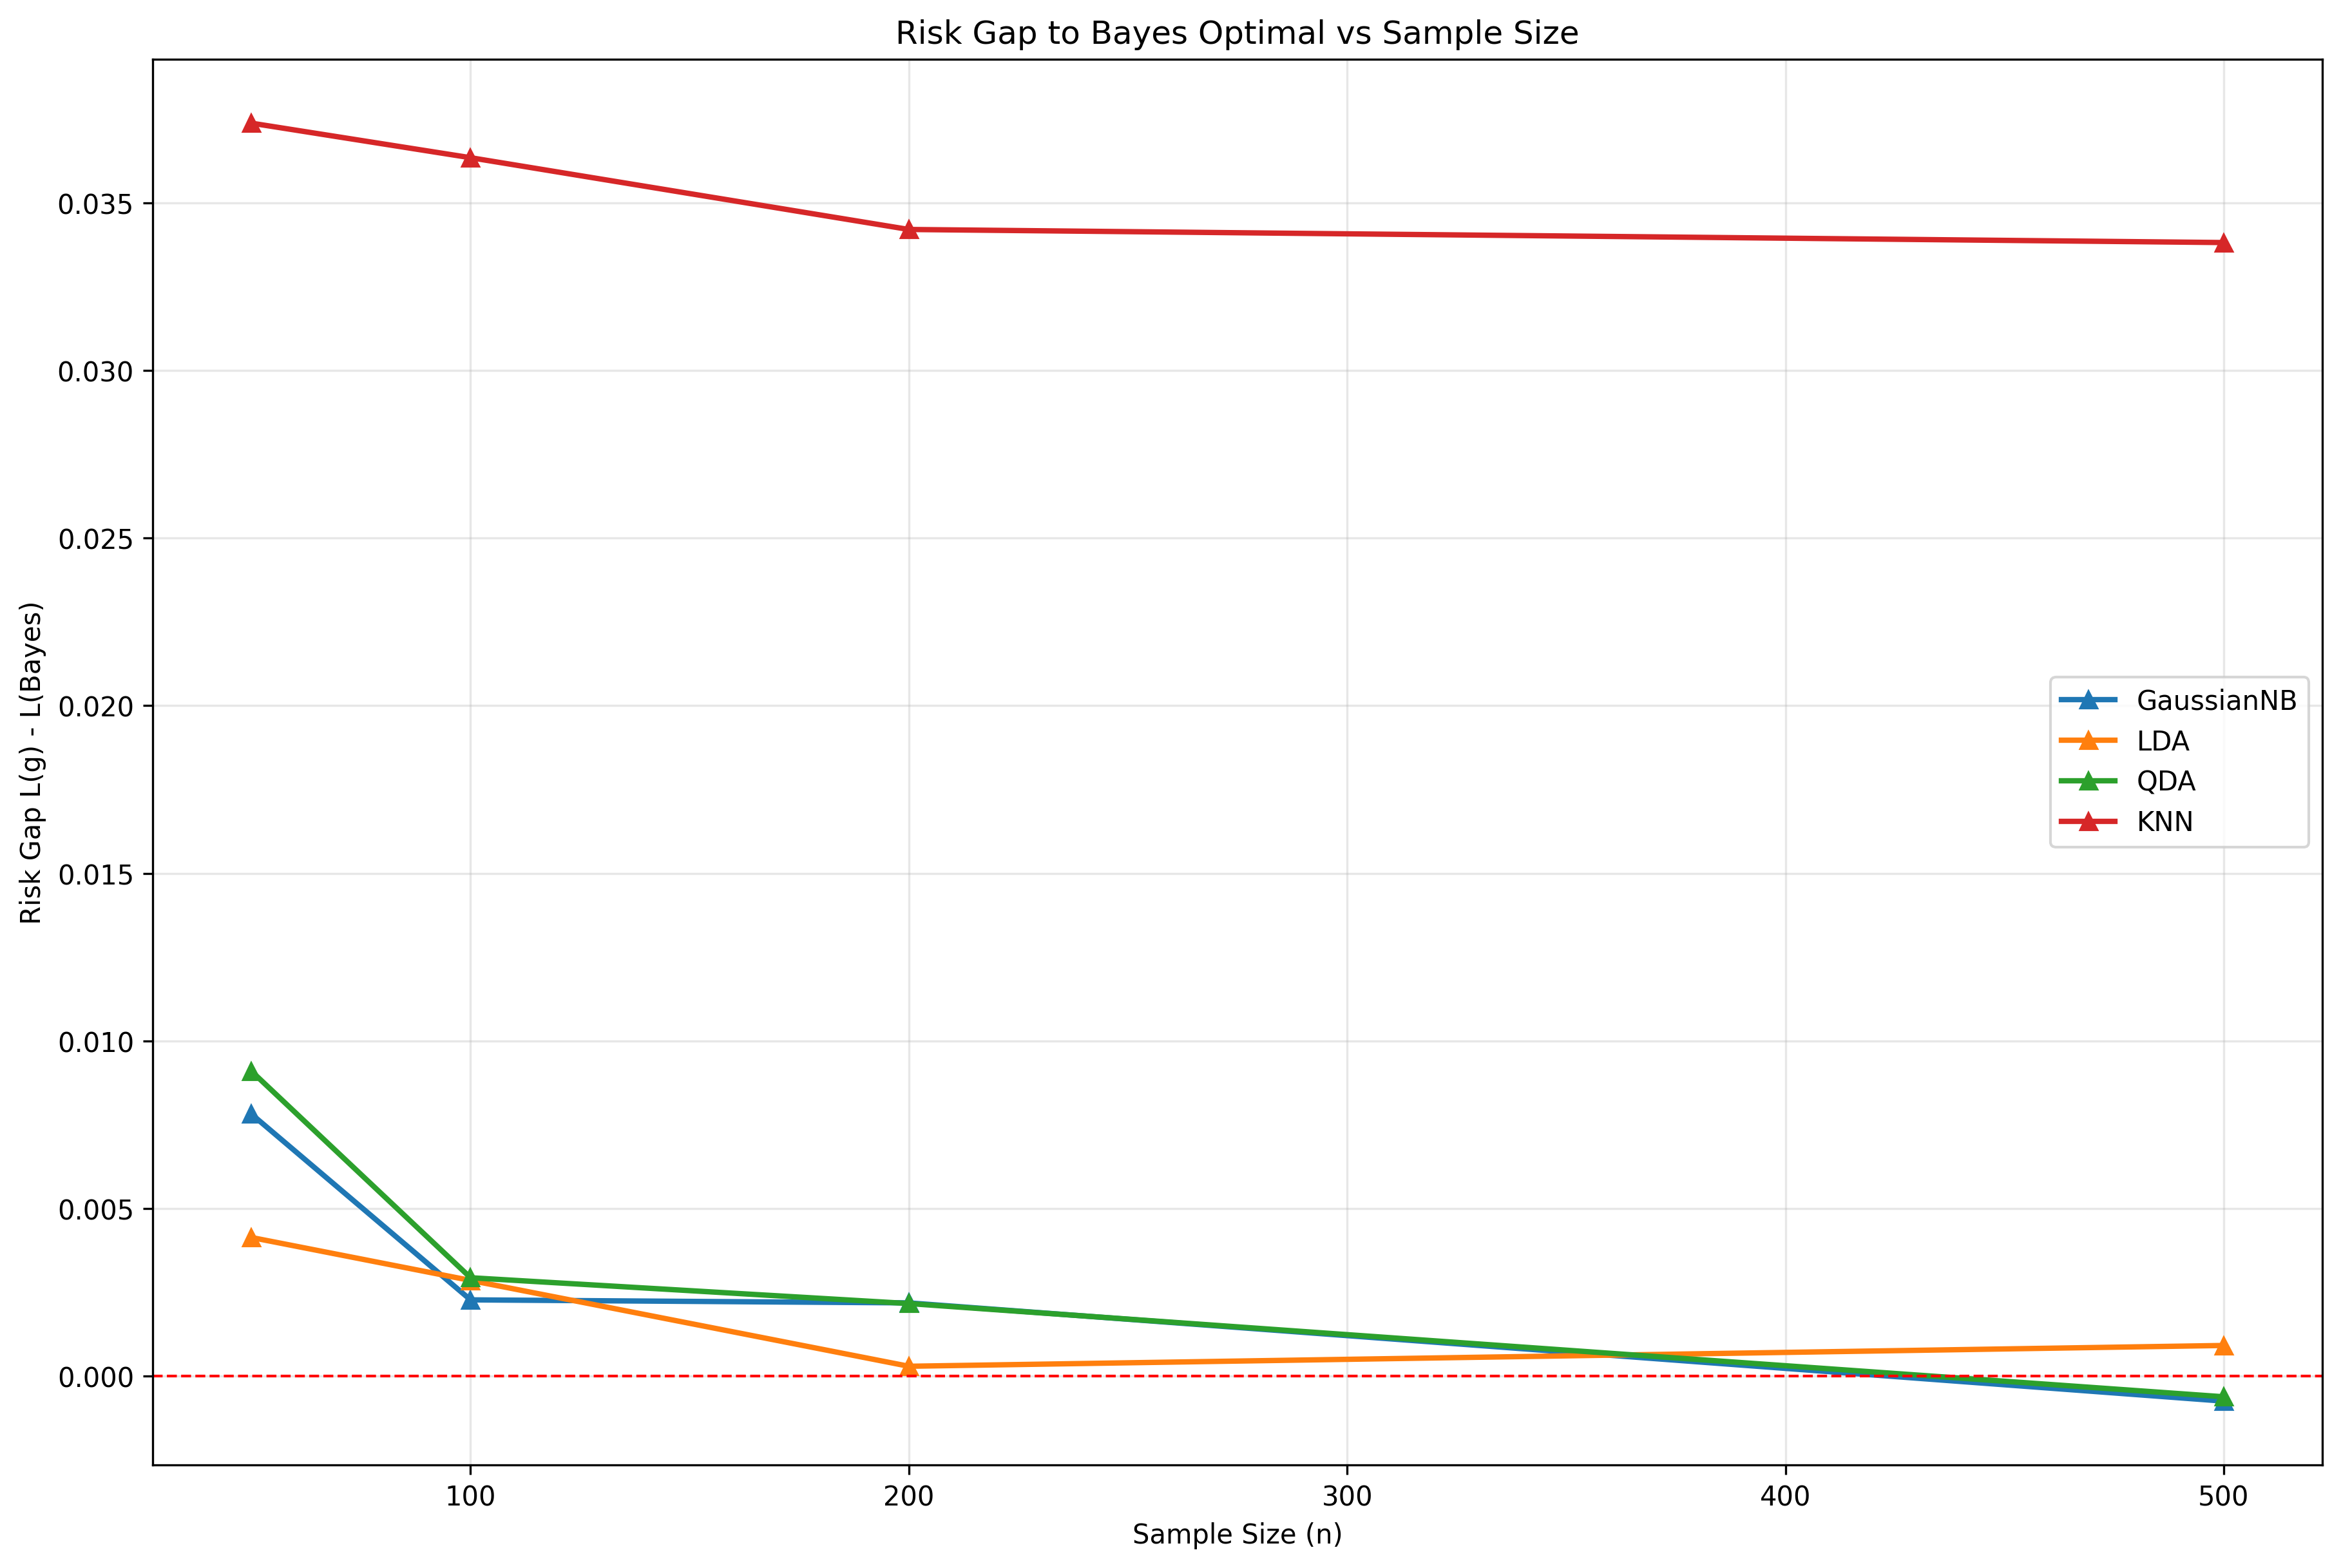 Risk Gap to Bayes Optimal vs Sample Size
Risk Gap L(g) - L(Bayes)
0.035
0.030
0.025
0.020
0.015
0.010
0.005
0.000
GaussianNB
LDA
QDA
KNN
100
200
300
400
500
Sample Size (n)